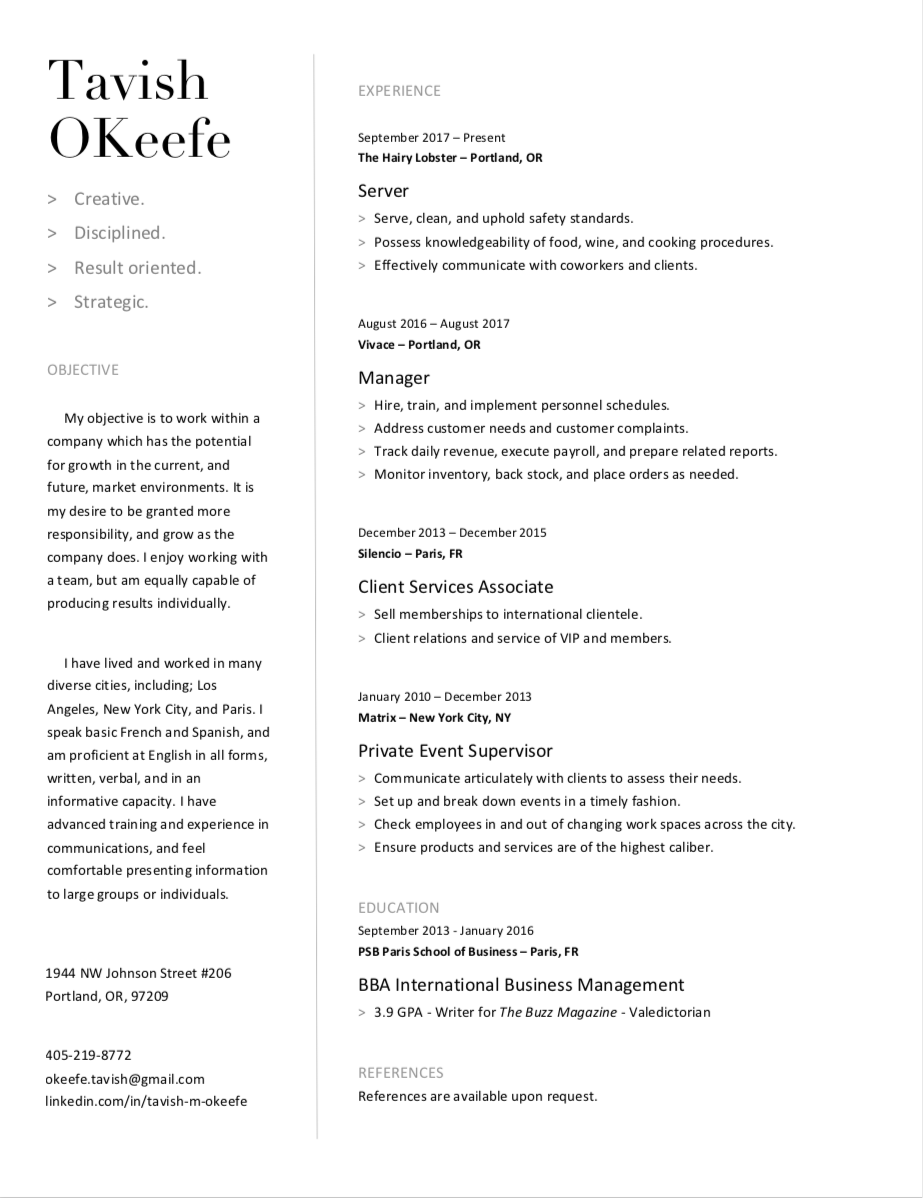 Tavish
OKeefe
> Creative.
> Disciplined.
> Result oriented.
> Strategic.
OBJECTIVE
My objective is to work within a
company which has the potential
for growth in the current, and
future, market environments. It is
my desire to be granted more
responsibility, and grow as the
company does. I enjoy working with
a team, but am equally capable of
producing results individually.
I have lived and worked in many
diverse cities, including; Los
Angeles, New York City, and Paris. I
speak basic French and Spanish, and
am proficient at English in all forms,
written, verbal, and in an
informative capacity. I have
advanced training and experience in
communications, and feel
comfortable presenting information
to large groups or individuals.
1944 NW Johnson Street #206
Portland, OR, 97209
405-219-8772
okeefe.tavish@gmail.com
linkedin.com/in/tavish-m-okeefe
EXPERIENCE
September 2017 – Present
The Hairy Lobster – Portland, OR
Server
> Serve, clean, and uphold safety standards.
> Possess knowledgeability of food, wine, and cooking procedures.
> Effectively communicate with coworkers and clients.
August 2016 – August 2017
Vivace – Portland, OR
Manager
> Hire, train, and implement personnel schedules.
> Address customer needs and customer complaints.
> Track daily revenue, execute payroll, and prepare related reports.
> Monitor inventory, back stock, and place orders as needed.
December 2013 – December 2015
Silencio – Paris, FR
Client Services Associate
> Sell memberships to international clientele.
> Client relations and service of VIP and members.
January 2010 – December 2013
Matrix – New York City, NY
Private Event Supervisor
> Communicate articulately with clients to assess their needs.
> Set up and break down events in a timely fashion.
> Check employees in and out of changing work spaces across the city.
> Ensure products and services are of the highest caliber.
EDUCATION
September 2013 - January 2016
PSB Paris School of Business – Paris, FR
BBA International Business Management
> 3.9 GPA - Writer for The Buzz Magazine - Valedictorian
REFERENCES
References are available upon request.